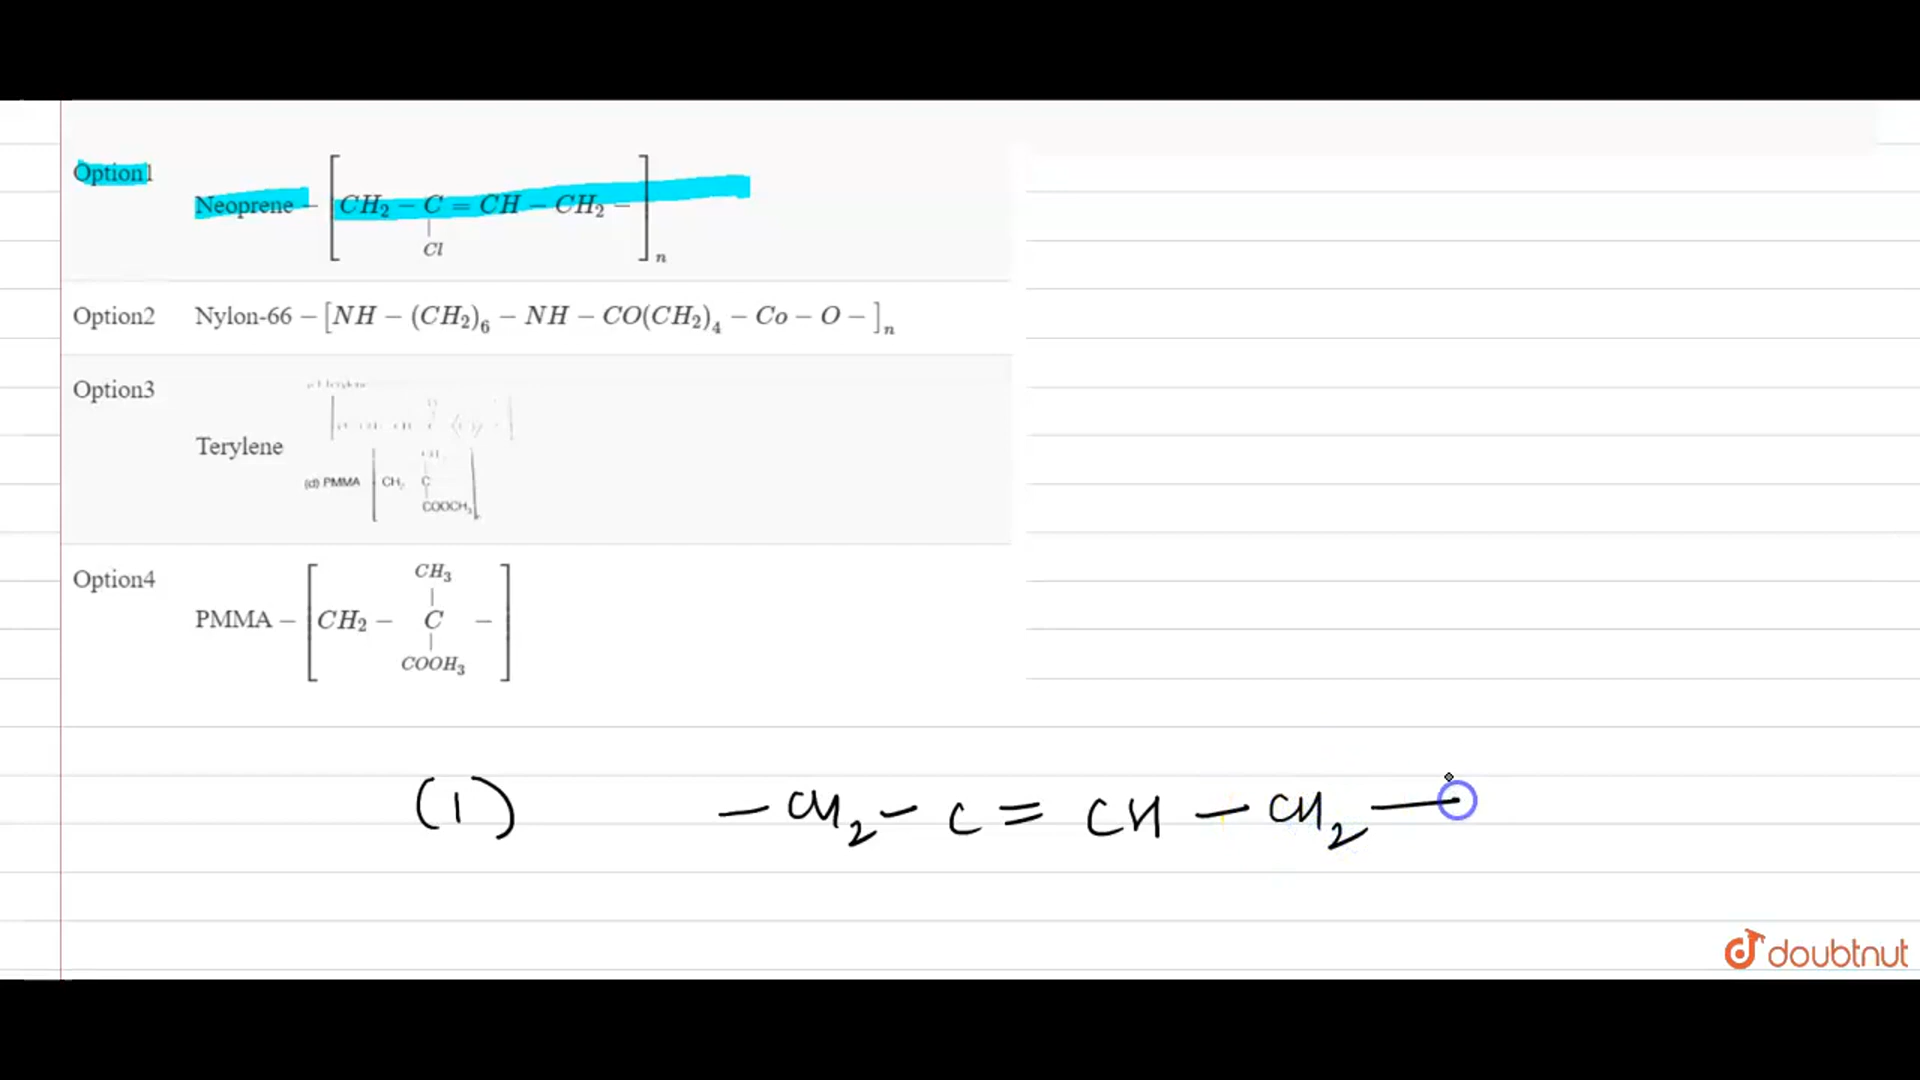 Option1
Neoprene – [CH₂ – C = CH – CH₂ –]ₙ
|
Cl
Option2 Nylon-66 – [NH – (CH₂)₆ – NH – CO(CH₂)₄ – Co – O –]ₙ
Option3
Terylene
(d) PMMA [CH₂ C
COOCH₃]
Option4
CH₃
|
PMMA – [CH₂ – C –]
|
COOH₃
(1) – CH₂ – C = CH – CH₂ –
doubtnut